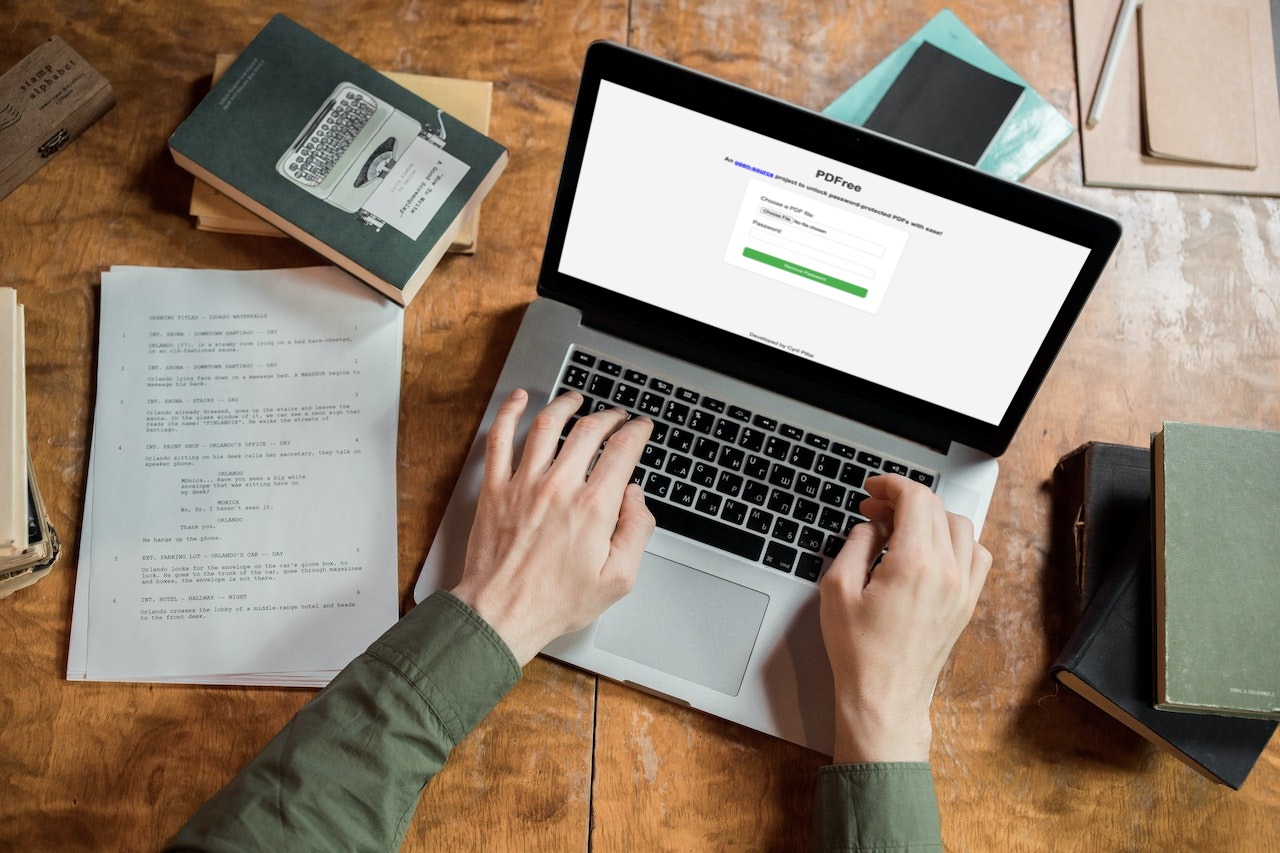 stamp
alphabet
"How To Write
A Good Screenplay"
PDFree
An open-source project to unlock password-protected PDFs with ease!
Choose a PDF file:
Choose File No file chosen
Password:
Remove Password
Developed by Cyril Pillai
OPENING TITLES - IGUAZU WATERFALLS
1 INT. SAUNA - DOWNTOWN SANTIAGO -- DAY 1
ORLANDO (57), in a steamy room lying on a bed bare-chested,
in an old-fashioned sauna.
2 INT. SAUNA - DOWNTOWN SANTIAGO -- DAY 2
Orlando lying face down on a massage bed. A MASSEUR begins to
massage his back.
3 INT. SAUNA - STAIRS -- DAY 3
Orlando already dressed, goes up the stairs and leaves the
sauna. On the glass window of it, we can see a neon sign that
reads its name: "FINLANDIA". He walks the streets of
Santiago.
4 INT. PRINT SHOP - ORLANDO'S OFFICE -- DAY 4
Orlando sitting on his desk calls her secretary, they talk on
speaker phone.
ORLANDO
Mónica... Have you seen a big white
envelope that was sitting here on
my desk?
MONICA
No, Sr. I haven't seen it.
ORLANDO
Thank you.
He hangs up the phone.
5 EXT. PARKING LOT - ORLANDO'S CAR -- DAY 5
Orlando looks for the envelope on the car's glove box, no
luck. He goes to the trunk of the car, goes through magazines
and boxes, the envelope is not there.
6 INT. HOTEL - HALLWAY -- NIGHT 6
Orlando crosses the lobby of a middle-range hotel and heads
to the front desk.